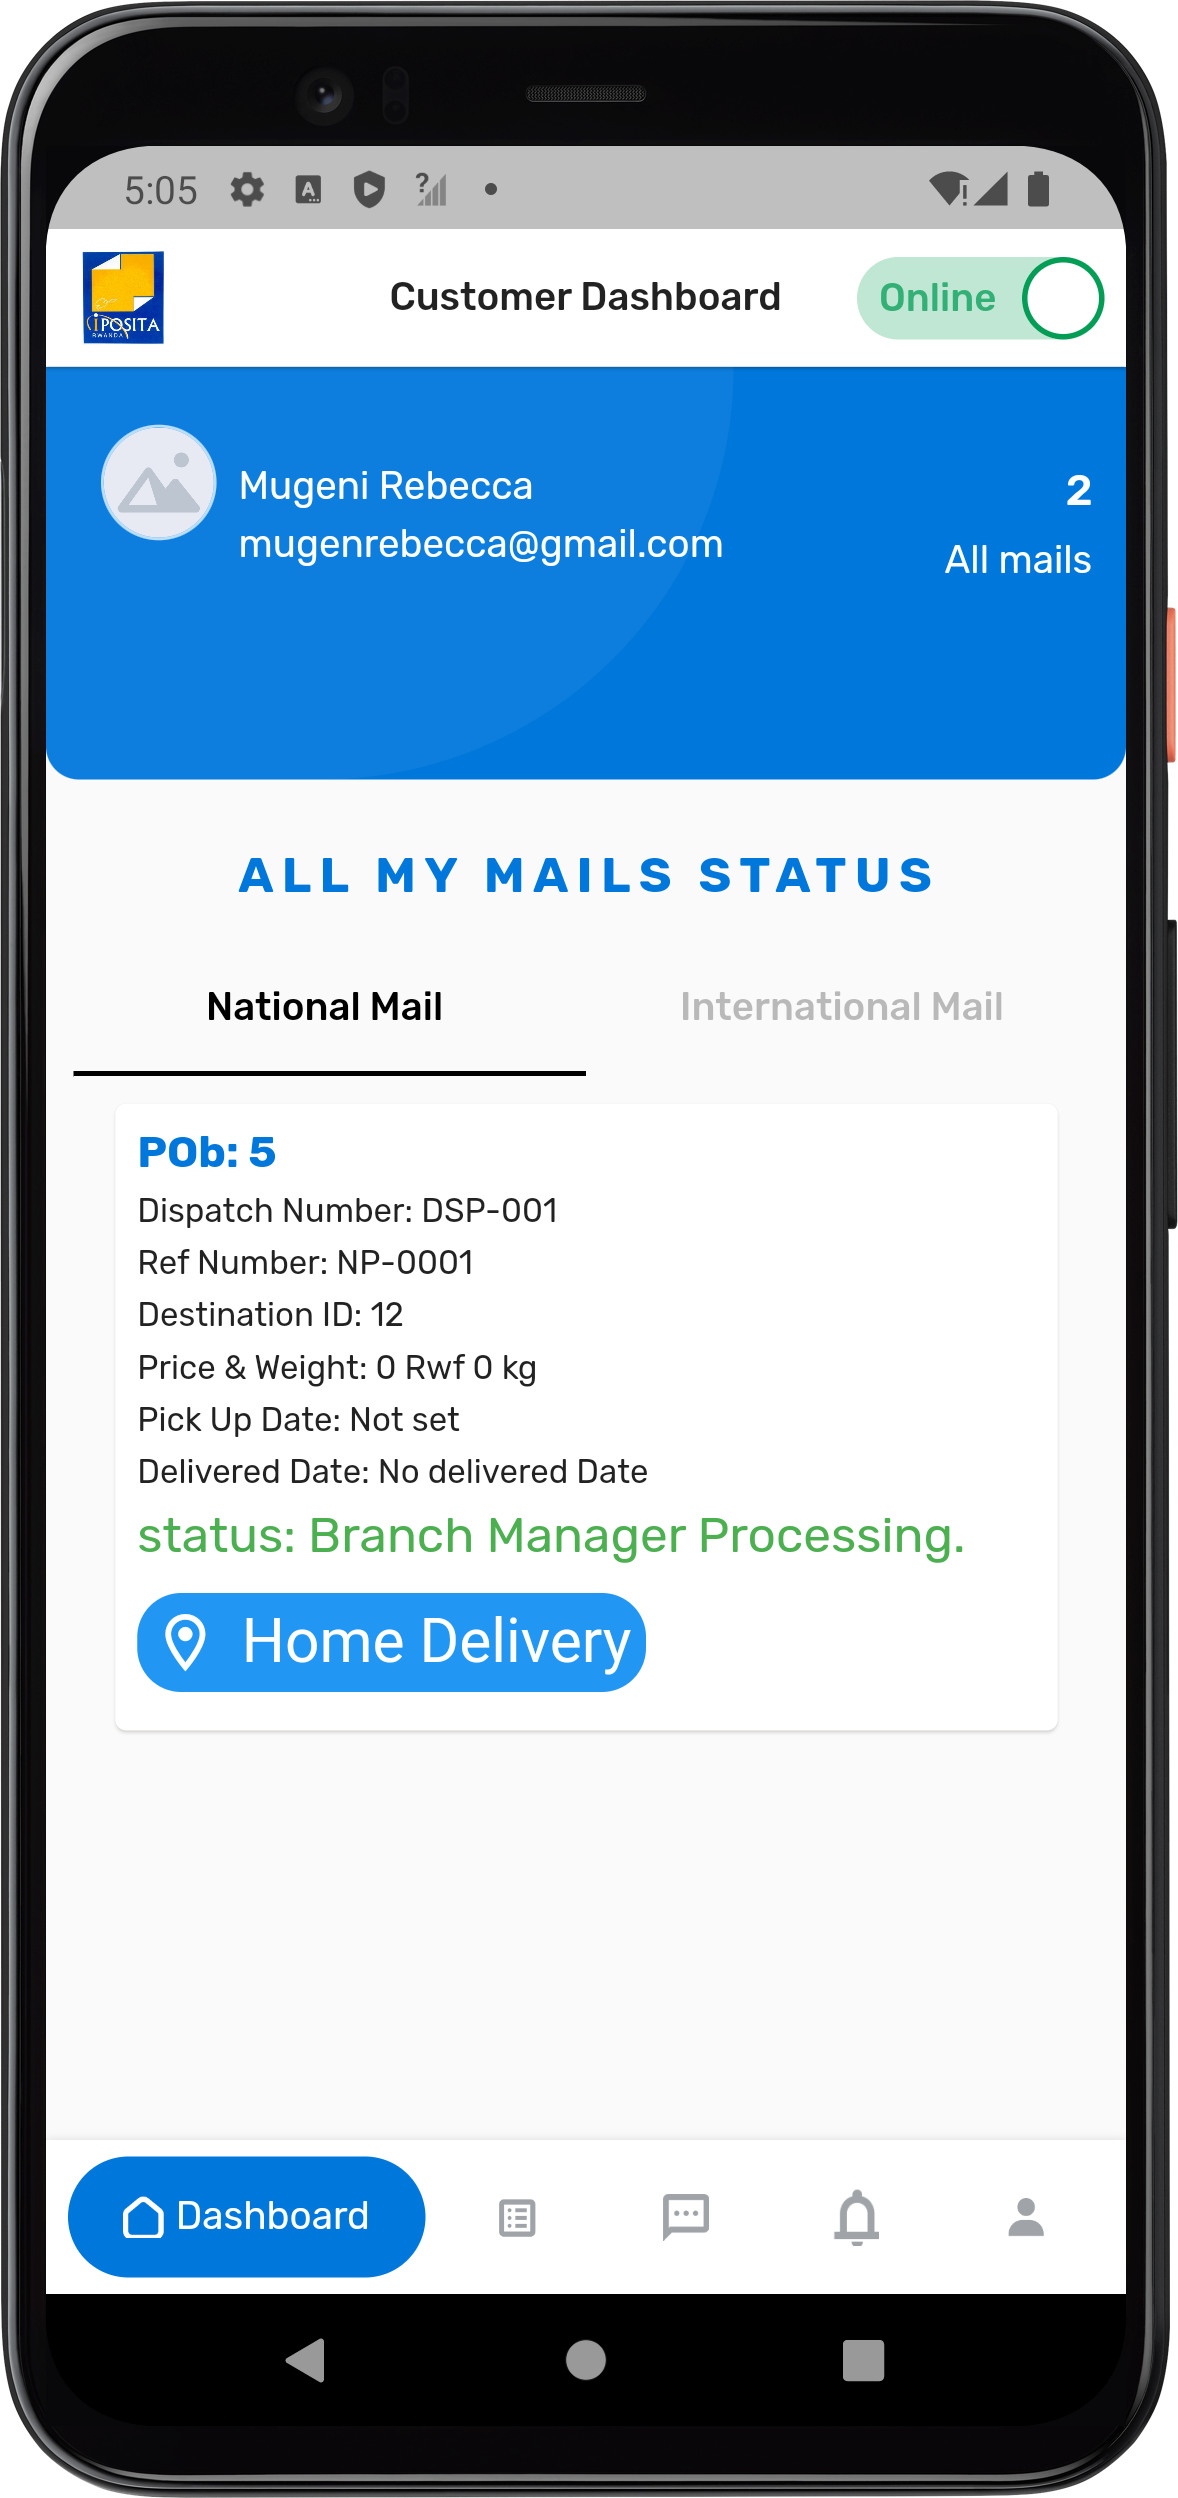 5:05
iPOSITA
RWANDA
Customer Dashboard
Online
Mugeni Rebecca
2
mugenrebecca@gmail.com
All mails
ALL MY MAILS STATUS
National Mail
International Mail
POb: 5
Dispatch Number: DSP-001
Ref Number: NP-0001
Destination ID: 12
Price & Weight: 0 Rwf 0 kg
Pick Up Date: Not set
Delivered Date: No delivered Date
status: Branch Manager Processing.
Home Delivery
Dashboard